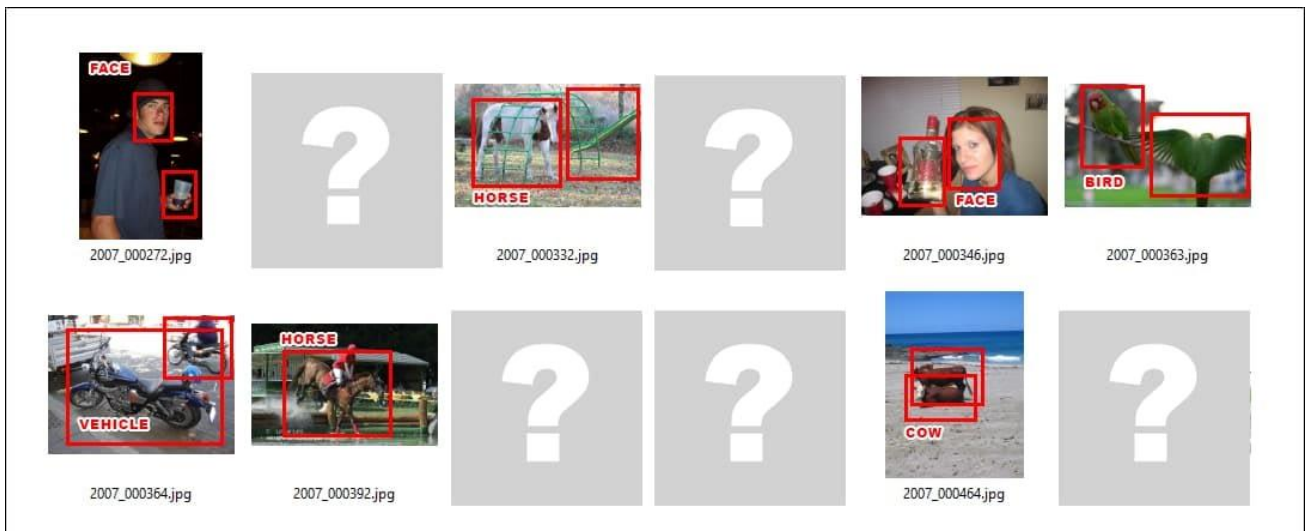 FACE
?
HORSE
?
FACE
BIRD
2007_000272.jpg
2007_000332.jpg
2007_000346.jpg
2007_000363.jpg
VEHICLE
HORSE
?
?
COW
?
2007_000364.jpg
2007_000392.jpg
2007_000464.jpg